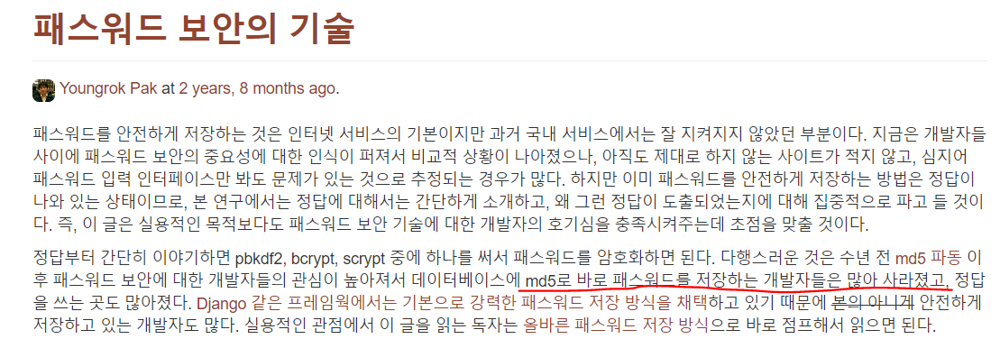 패스워드 보안의 기술
Youngrok Pak at 2 years, 8 months ago.
패스워드를 안전하게 저장하는 것은 인터넷 서비스의 기본이지만 과거 국내 서비스에서는 잘 지켜지지 않았던 부분이다. 지금은 개발자들
사이에 패스워드 보안의 중요성에 대한 인식이 퍼져서 비교적 상황이 나아졌으나, 아직도 제대로 하지 않는 사이트가 적지 않고, 심지어
패스워드 입력 인터페이스만 봐도 문제가 있는 것으로 추정되는 경우가 많다. 하지만 이미 패스워드를 안전하게 저장하는 방법은 정답이
나와 있는 상태이므로, 본 연구에서는 정답에 대해서는 간단하게 소개하고, 왜 그런 정답이 도출되었는지에 대해 집중적으로 파고 들 것이
다. 즉, 이 글은 실용적인 목적보다도 패스워드 보안 기술에 대한 개발자의 호기심을 충족시켜주는데 초점을 맞출 것이다.
정답부터 간단히 이야기하면 pbkdf2, bcrypt, scrypt 중에 하나를 써서 패스워드를 암호화하면 된다. 다행스러운 것은 수년 전 md5 파동 이
후 패스워드 보안에 대한 개발자들의 관심이 높아져서 데이터베이스에 md5로 바로 패스워드를 저장하는 개발자들은 많아 사라졌고, 정답
을 쓰는 곳도 많아졌다. Django 같은 프레임웍에서는 기본으로 강력한 패스워드 저장 방식을 채택하고 있기 때문에 본의 아니게 안전하게
저장하고 있는 개발자도 많다. 실용적인 관점에서 이 글을 읽는 독자는 올바른 패스워드 저장 방식으로 바로 점프해서 읽으면 된다.